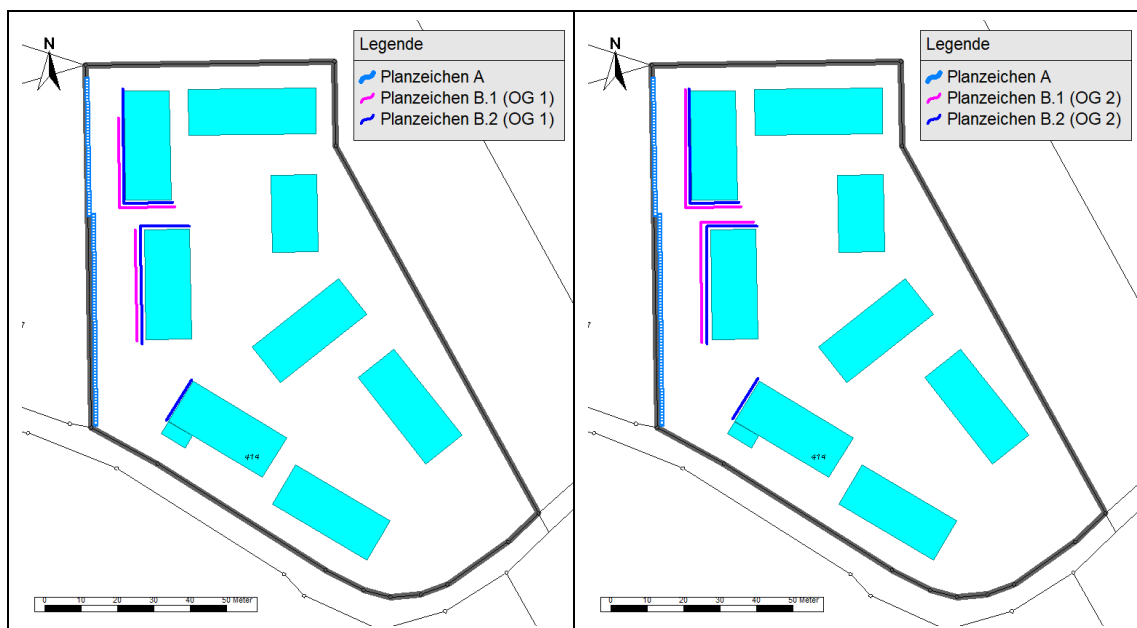 N
Legende
Planzeichen A
Planzeichen B.1 (OG 1)
Planzeichen B.2 (OG 1)
414
0 10 20 30 40 50 Meter
N
Legende
Planzeichen A
Planzeichen B.1 (OG 2)
Planzeichen B.2 (OG 2)
414
0 10 20 30 40 50 Meter